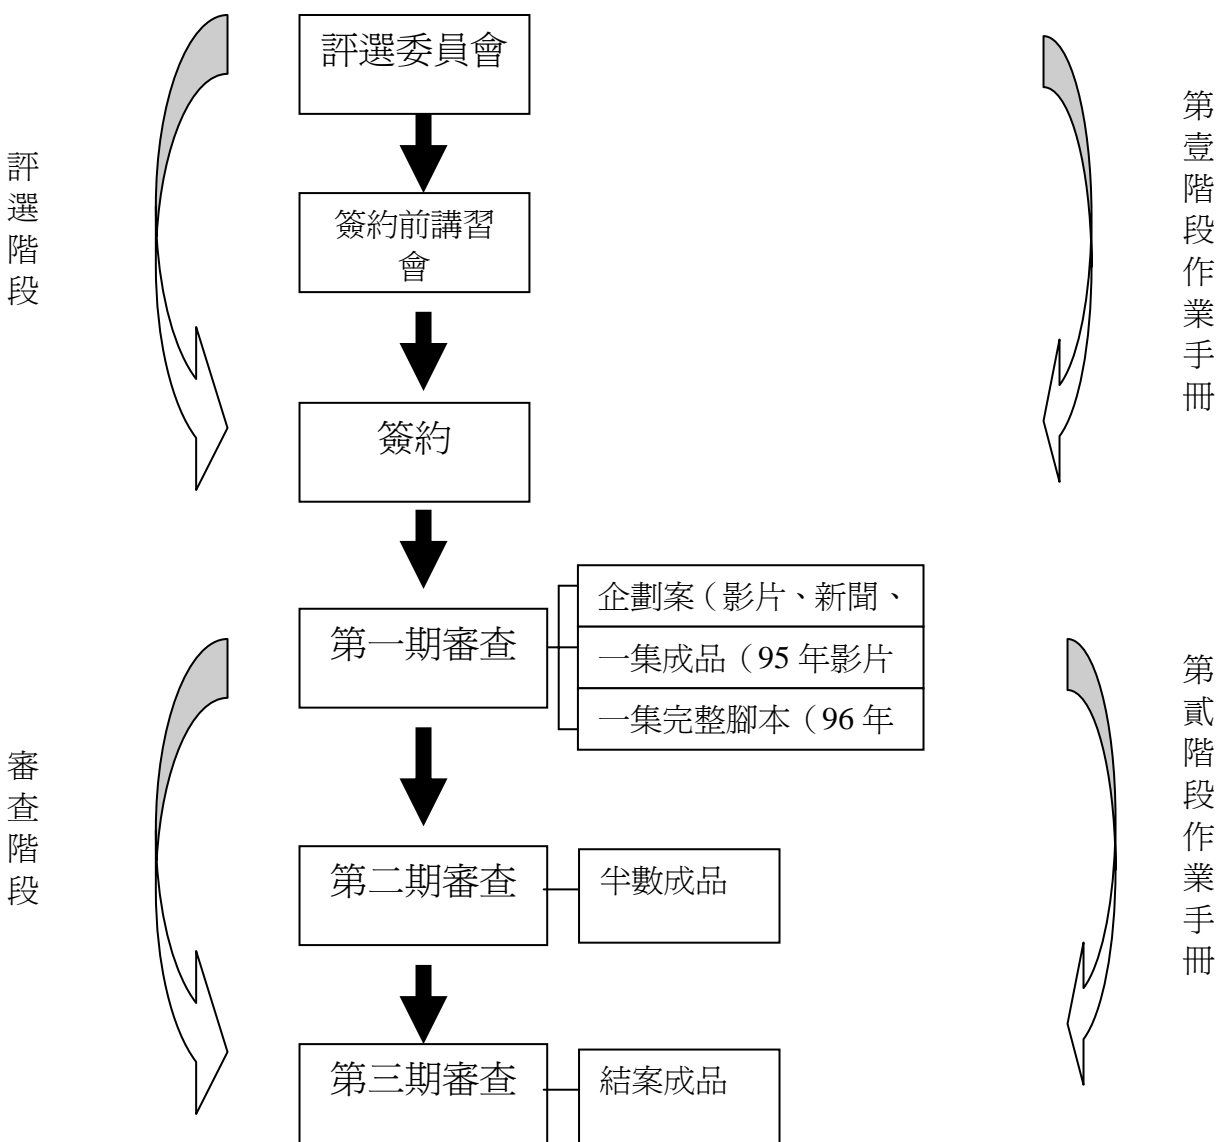 評選委員會
簽約前講習
會
簽約
評選階段
第壹階段作業手冊
第一期審查
企劃案（影片、新聞、
一集成品（95 年影片
一集完整腳本（96 年
第二期審查
半數成品
第三期審查
結案成品
審查階段
第貳階段作業手冊